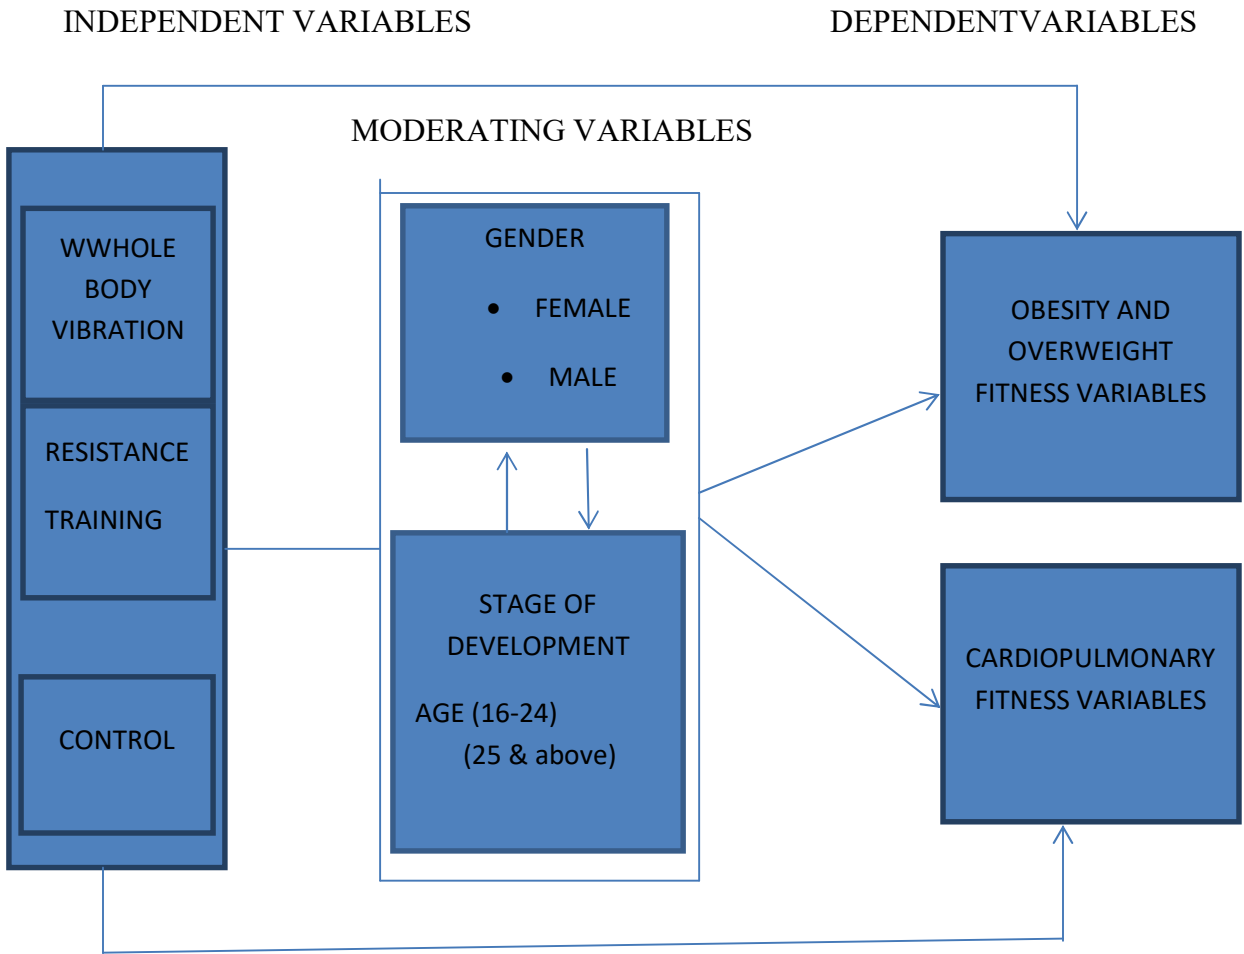 INDEPENDENT VARIABLES
DEPENDENTVARIABLES
MODERATING VARIABLES
WWHOLE
BODY
VIBRATION
RESISTANCE
TRAINING
CONTROL
GENDER
• FEMALE
• MALE
STAGE OF
DEVELOPMENT
AGE (16-24)
(25 & above)
OBESITY AND
OVERWEIGHT
FITNESS VARIABLES
CARDIOPULMONARY
FITNESS VARIABLES